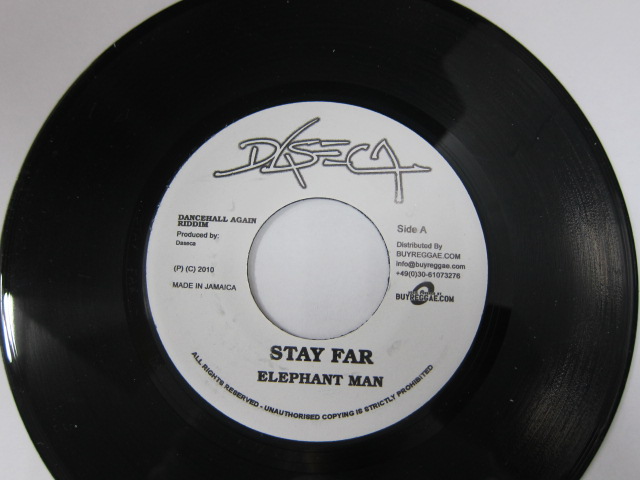 DASECA
DANCEHALL AGAIN
RIDDIM
Produced by:
Daseca
(P) (C) 2010
MADE IN JAMAICA
Side A
Distributed By
BUYREGGAE.COM
info@buyreggae.com
+49(0)30-61073276
BUYREGGAE.COM
STAY FAR
ELEPHANT MAN
ALL RIGHTS RESERVED - UNAUTHORISED COPYING IS STRICTLY PROHIBITED